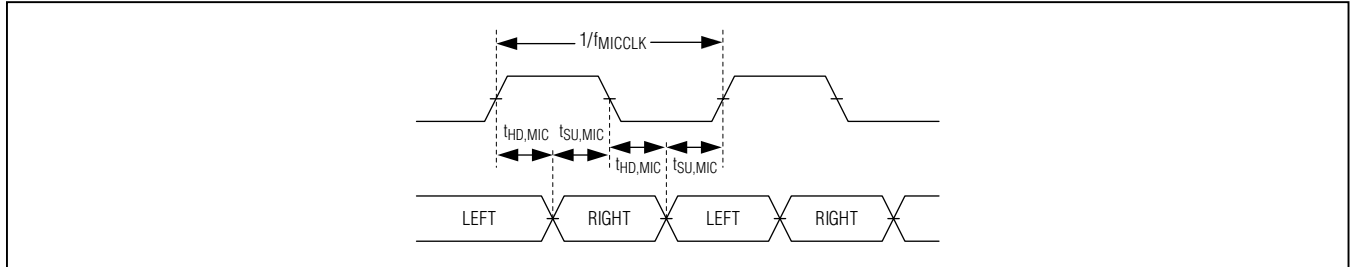 1/fMICCLK
tHD,MIC tSU,MIC
tHD,MIC tSU,MIC
LEFT RIGHT LEFT RIGHT